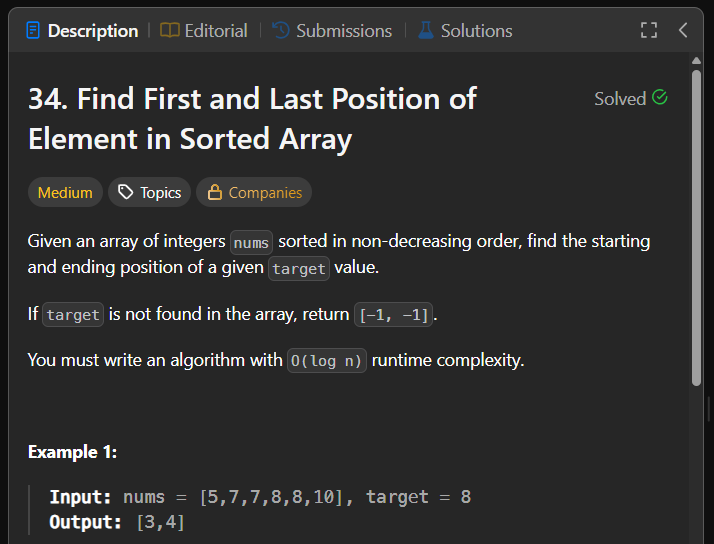 Description | Editorial | Submissions | Solutions
34. Find First and Last Position of
Solved
Element in Sorted Array
Medium Topics Companies
Given an array of integers nums sorted in non-decreasing order, find the starting
and ending position of a given target value.
If target is not found in the array, return [-1, -1].
You must write an algorithm with O(log n) runtime complexity.
Example 1:
Input: nums = [5,7,7,8,8,10], target = 8
Output: [3,4]